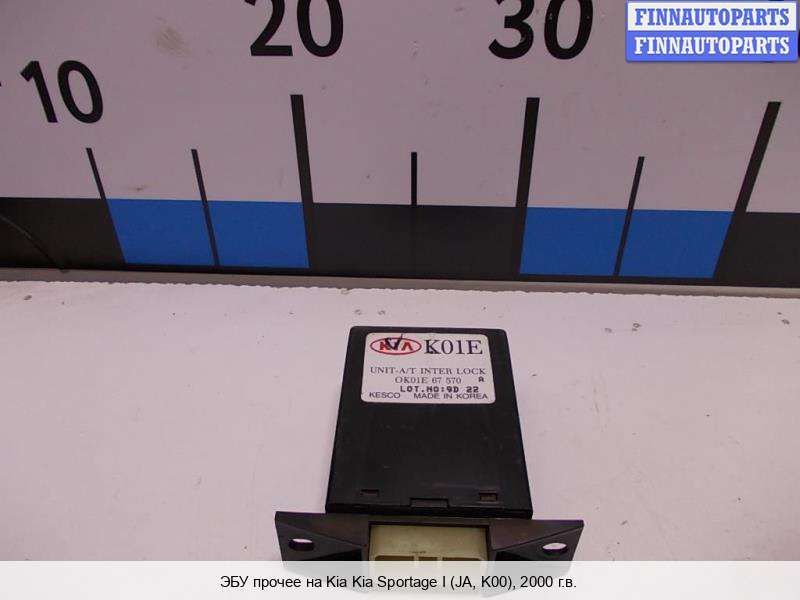 FINNAUTOPARTS
FINNAUTOPARTS
10
20
30
KIA K01E
UNIT-A/T INTER LOCK
OK01E 67 570 A
LOT.NO:9D 22
KESCO MADE IN KOREA
ЭБУ прочее на Kia Kia Sportage I (JA, K00), 2000 г.в.